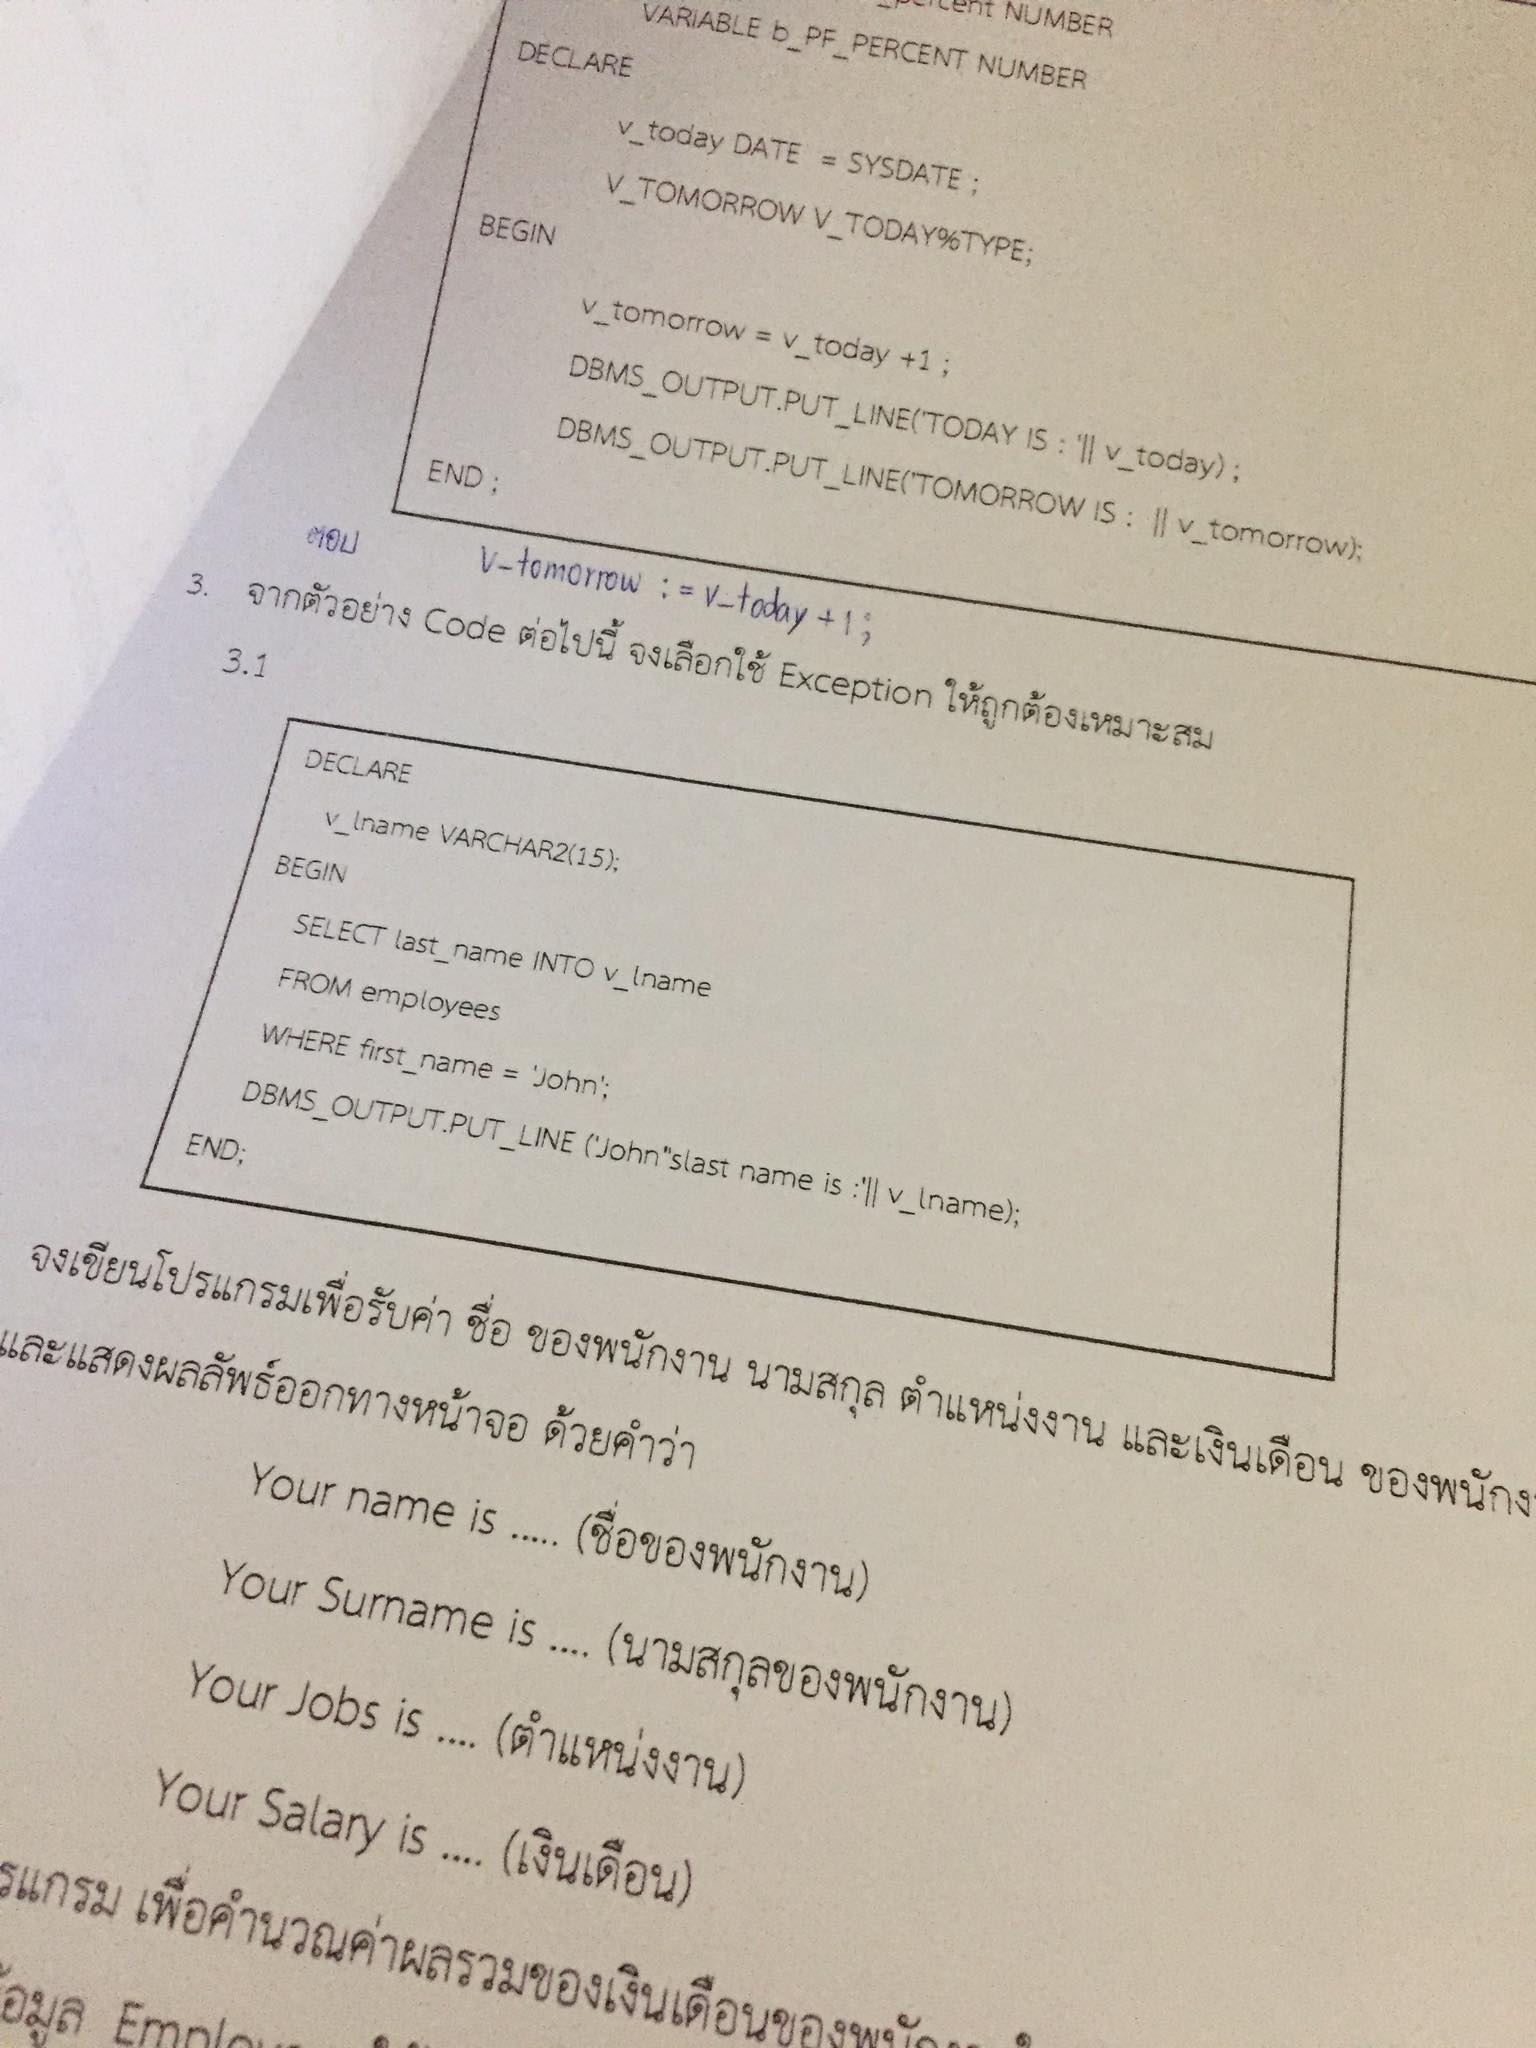 percent NUMBER
VARIABLE b_PF_PERCENT NUMBER
DECLARE
v_today DATE = SYSDATE ;
V_TOMORROW V_TODAY%TYPE;
BEGIN
v_tomorrow = v_today +1 ;
DBMS_OUTPUT.PUT_LINE('TODAY IS : '|| v_today) ;
DBMS_OUTPUT.PUT_LINE('TOMORROW IS : || v_tomorrow);
END ;
ตอบ v_tomorrow := v_today +1 ;
3. จากตัวอย่าง Code ต่อไปนี้ จงเลือกใช้ Exception ให้ถูกต้องเหมาะสม
3.1
DECLARE
v_lname VARCHAR2(15);
BEGIN
SELECT last_name INTO v_lname
FROM employees
WHERE first_name = 'John';
DBMS_OUTPUT.PUT_LINE ('John''slast name is :'|| v_lname);
END;
จงเขียนโปรแกรมเพื่อรับค่า ชื่อ ของพนักงาน นามสกุล ตำแหน่งงาน และเงินเดือน ของพนักง
และแสดงผลลัพธ์ออกทางหน้าจอ ด้วยคำว่า
Your name is ..... (ชื่อของพนักงาน)
Your Surname is .... (นามสกุลของพนักงาน)
Your Jobs is .... (ตำแหน่งงาน)
Your Salary is .... (เงินเดือน)
รแกรม เพื่อคำนวณค่าผลรวมของเงินเดือนของพนักงาน
อมูล